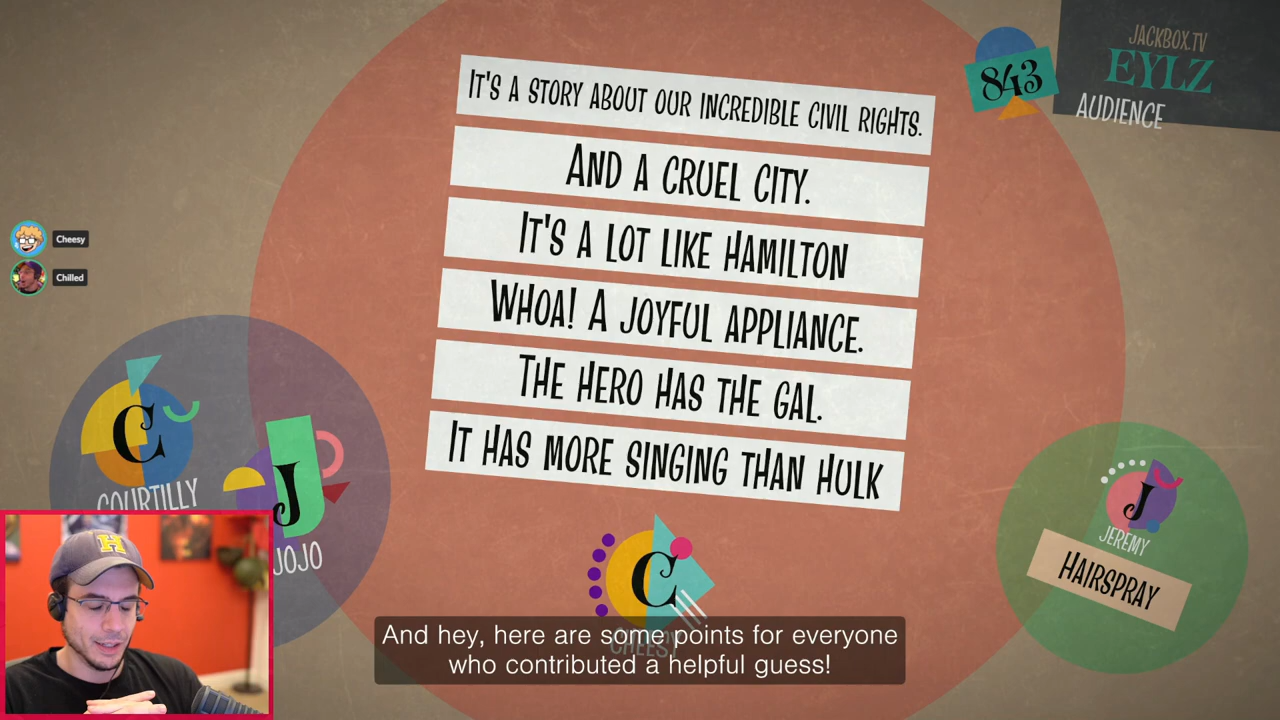 IT'S A STORY ABOUT OUR INCREDIBLE CIVIL RIGHTS.
AND A CRUEL CITY.
IT'S A LOT LIKE HAMILTON
WHOA! A JOYFUL APPLIANCE.
THE HERO HAS THE GAL.
IT HAS MORE SINGING THAN HULK
843
JACKBOX.TV
EYLZ
AUDIENCE
Cheesy
Chilled
C
COURTILLY
J
JOJO
C
CHEESY
J
JEREMY
HAIRSPRAY
H
And hey, here are some points for everyone
who contributed a helpful guess!